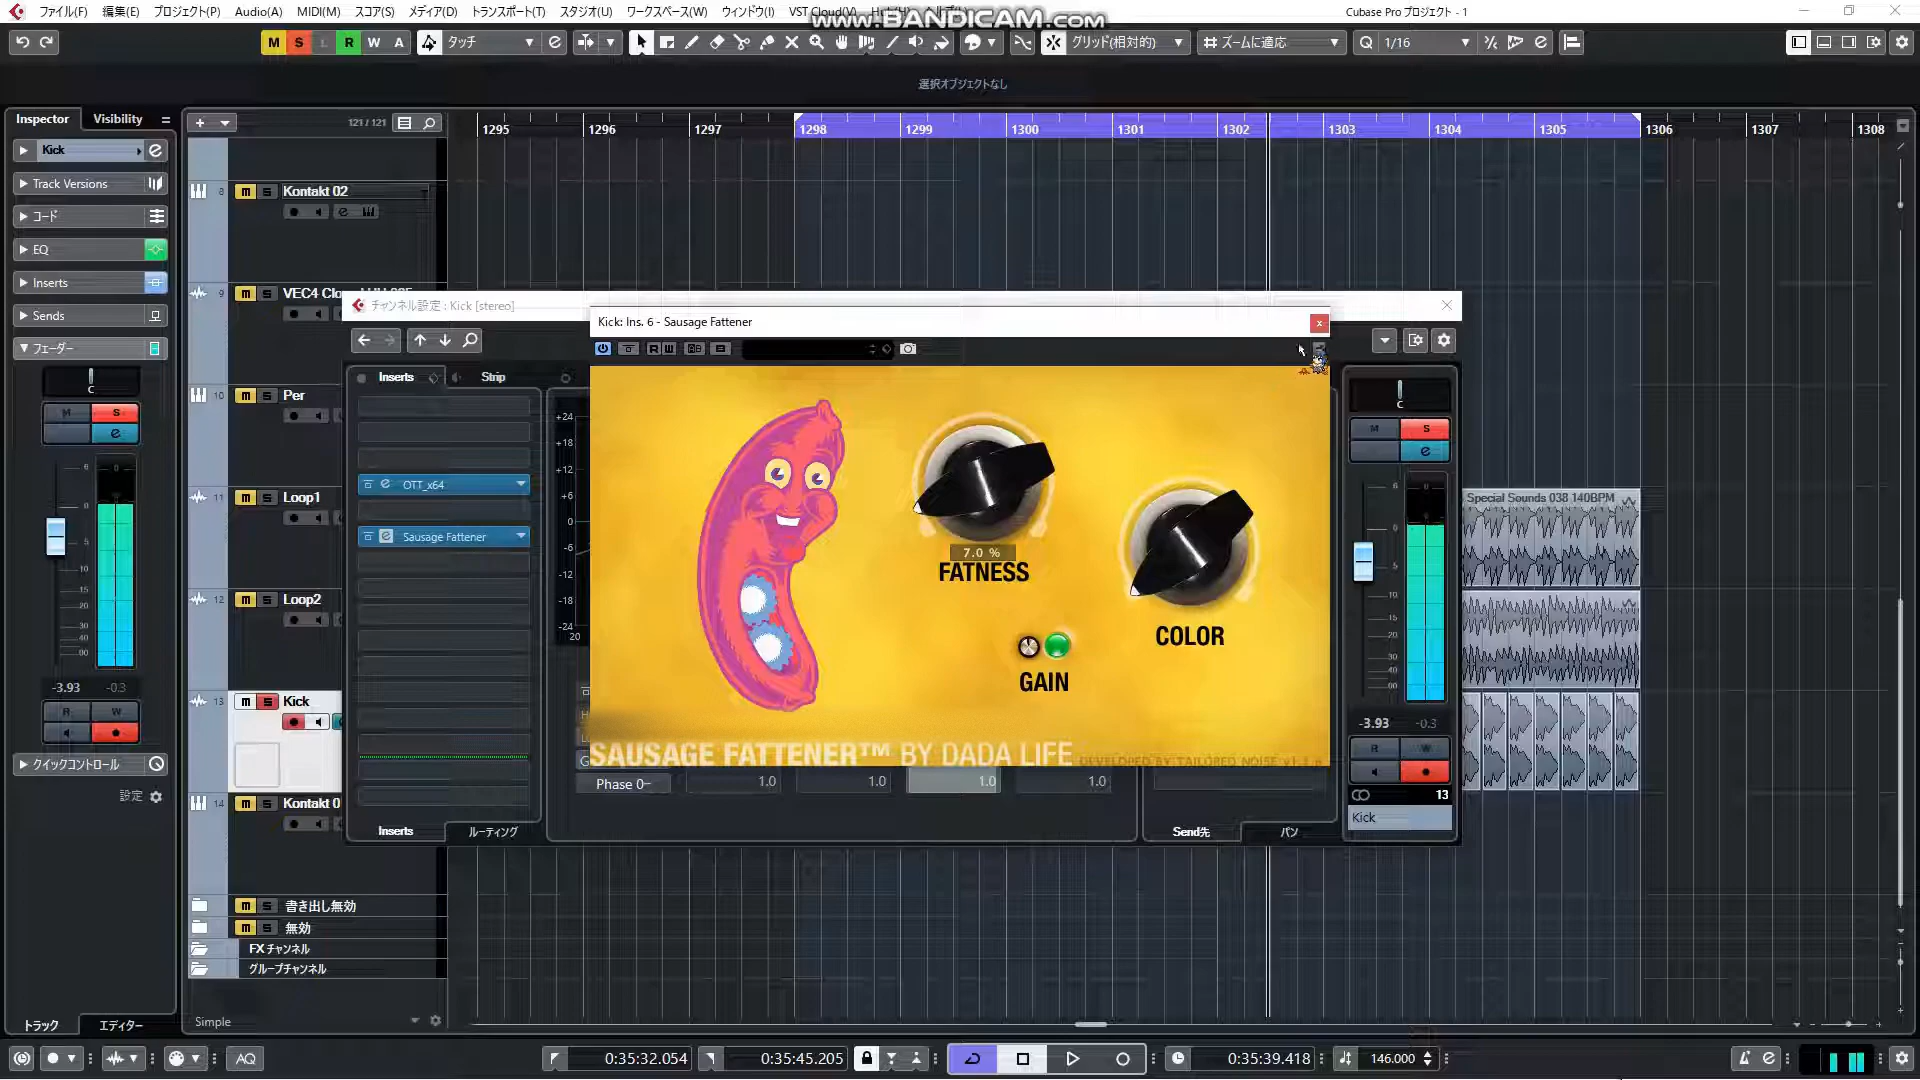 ファイル(F) 編集(E) プロジェクト(P) Audio(A) MIDI(M) スコア(S) メディア(D) トランスポート(T) スタジオ(U) ワークスペース(W) ウィンドウ(I) VST Cloud(V)
www.BANDICAM.com
Cubase Pro プロジェクト - 1
M S L R W A タッチ グリッド(相対的) ズームに適応 Q 1/16
選択オブジェクトなし
Inspector Visibility
121 / 121
1295 1296 1297 1298 1299 1300 1301 1302 1303 1304 1305 1306 1307 1308
Kick
Track Versions
コード
EQ
Inserts
Sends
フェーダー
C
M S
-3.93 -0.3
R W
クイックコントロール
設定
トラック エディター
8 m S Kontakt 02
9 m S VEC4 Clo
10 m S Per
11 m S Loop1
12 m S Loop2
13 m S Kick
14 m S Kontakt 0
m S 書き出し無効
m S 無効
FX チャンネル
グループチャンネル
Simple
チャンネル設定 : Kick [stereo]
Inserts Strip
OTT_x64
Sausage Fattener
Inserts ルーティング
+24
+18
+12
+6
0
-6
-12
-18
-24
20
Kick: Ins. 6 - Sausage Fattener
R W
7.0 %
FATNESS
COLOR
GAIN
SAUSAGE FATTENER™ BY DADA LIFE
DEVELOPED BY TAILORED NOISE
Phase 0
1.0 1.0 1.0 1.0
Send先 パン
C
M S
-3.93 -0.3
R W
13
Kick
Special Sounds 038 140BPM
AQ
0:35:32.054 0:35:45.205 0:35:39.418 146.000